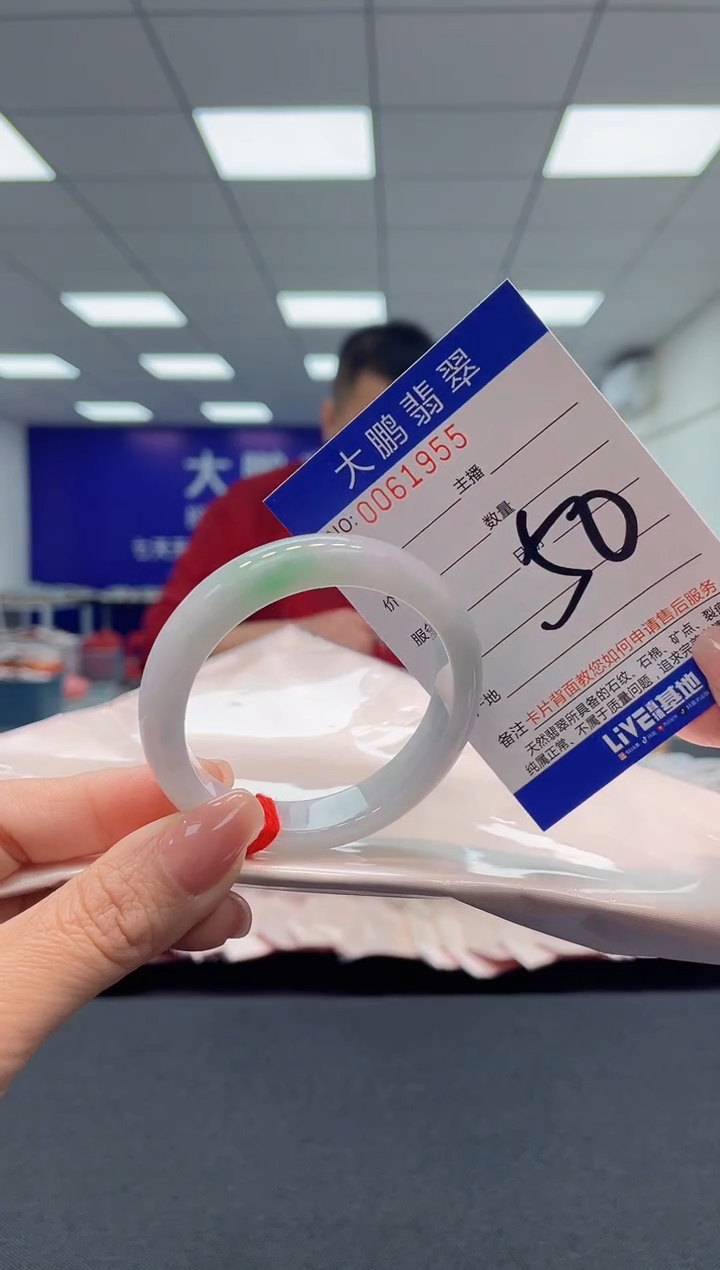 大鹏翡翠
NO:0061955
主播
数量
50
卡片背面教您如何申请售后服务
备注 天然翡翠所具备的石纹、石棉、矿点、
纯属正常，不属于质量问题，追求完
LIVE 基地
大鹏
七天